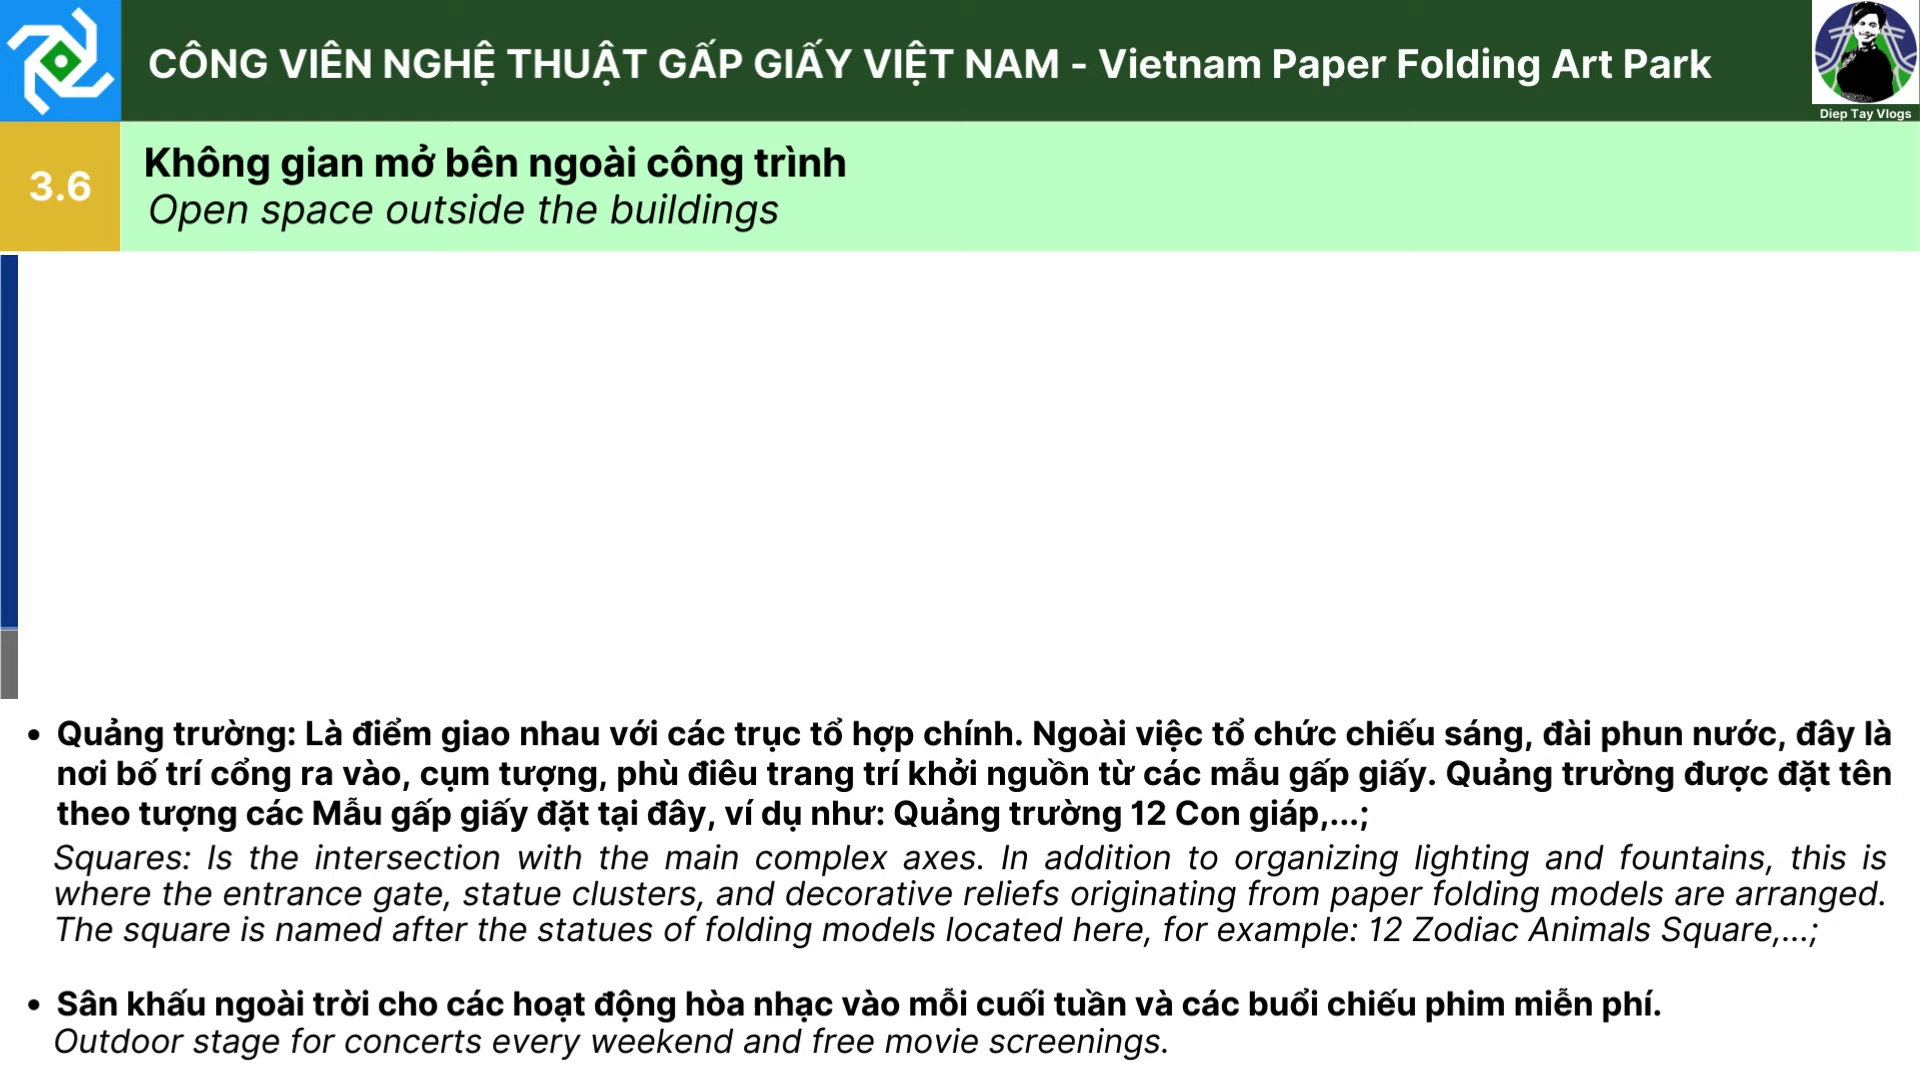 CÔNG VIÊN NGHỆ THUẬT GẤP GIẤY VIỆT NAM - Vietnam Paper Folding Art Park
Diep Tay Vlogs
3.6
Không gian mở bên ngoài công trình
Open space outside the buildings
• Quảng trường: Là điểm giao nhau với các trục tổ hợp chính. Ngoài việc tổ chức chiếu sáng, đài phun nước, đây là
nơi bố trí cổng ra vào, cụm tượng, phù điêu trang trí khởi nguồn từ các mẫu gấp giấy. Quảng trường được đặt tên
theo tượng các Mẫu gấp giấy đặt tại đây, ví dụ như: Quảng trường 12 Con giáp,...;
Squares: Is the intersection with the main complex axes. In addition to organizing lighting and fountains, this is
where the entrance gate, statue clusters, and decorative reliefs originating from paper folding models are arranged.
The square is named after the statues of folding models located here, for example: 12 Zodiac Animals Square,...;
• Sân khấu ngoài trời cho các hoạt động hòa nhạc vào mỗi cuối tuần và các buổi chiếu phim miễn phí.
Outdoor stage for concerts every weekend and free movie screenings.